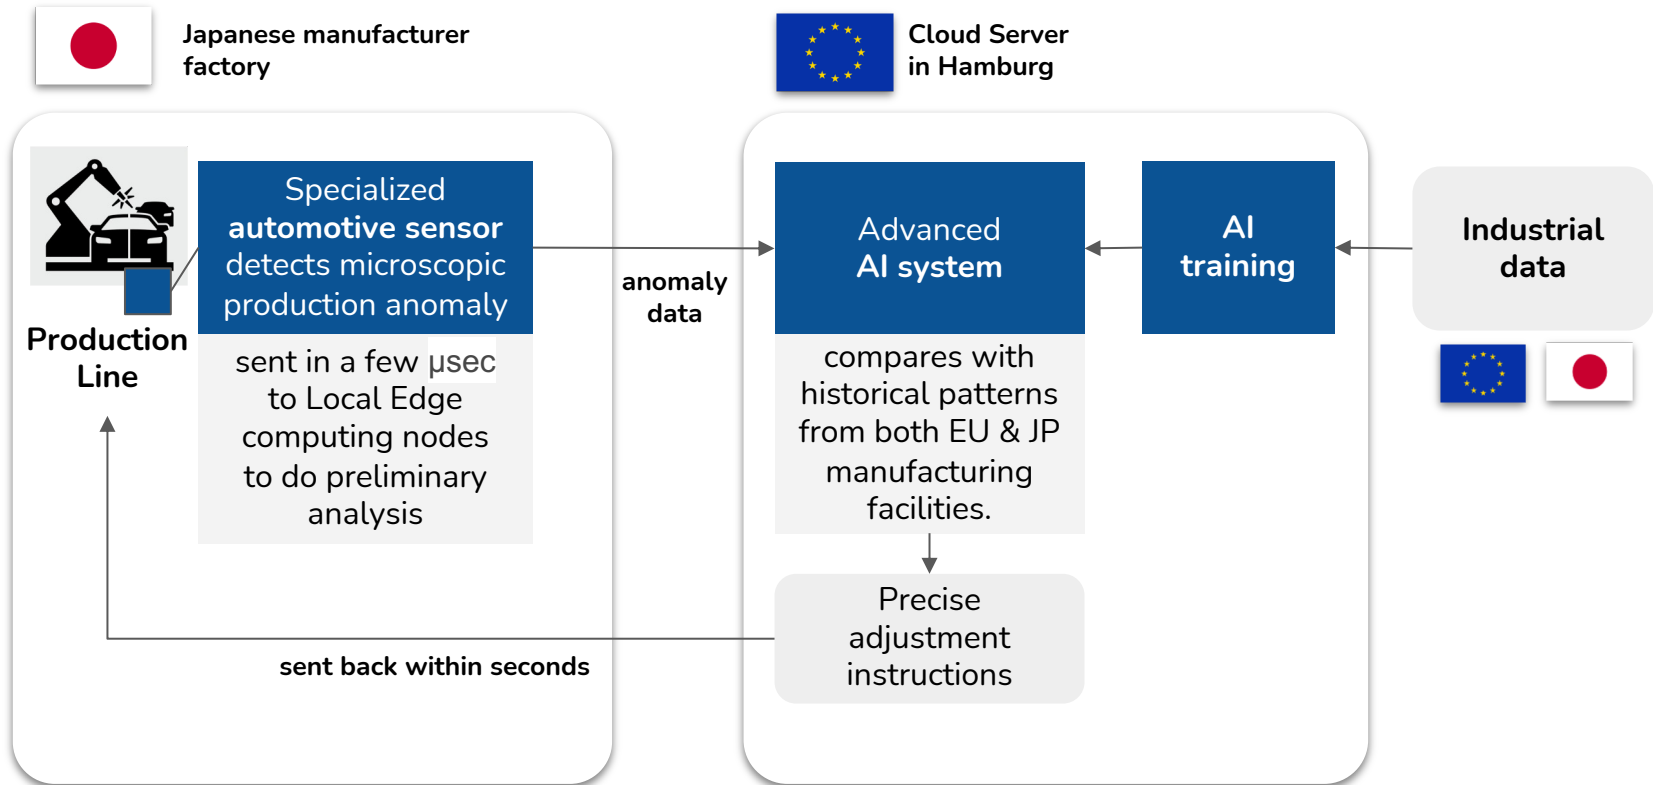 Japanese manufacturer
factory
Cloud Server
in Hamburg
Production
Line
Specialized
automotive sensor
detects microscopic
production anomaly
sent in a few µsec
to Local Edge
computing nodes
to do preliminary
analysis
anomaly
data
Advanced
AI system
compares with
historical patterns
from both EU & JP
manufacturing
facilities.
AI
training
Industrial
data
Precise
adjustment
instructions
sent back within seconds